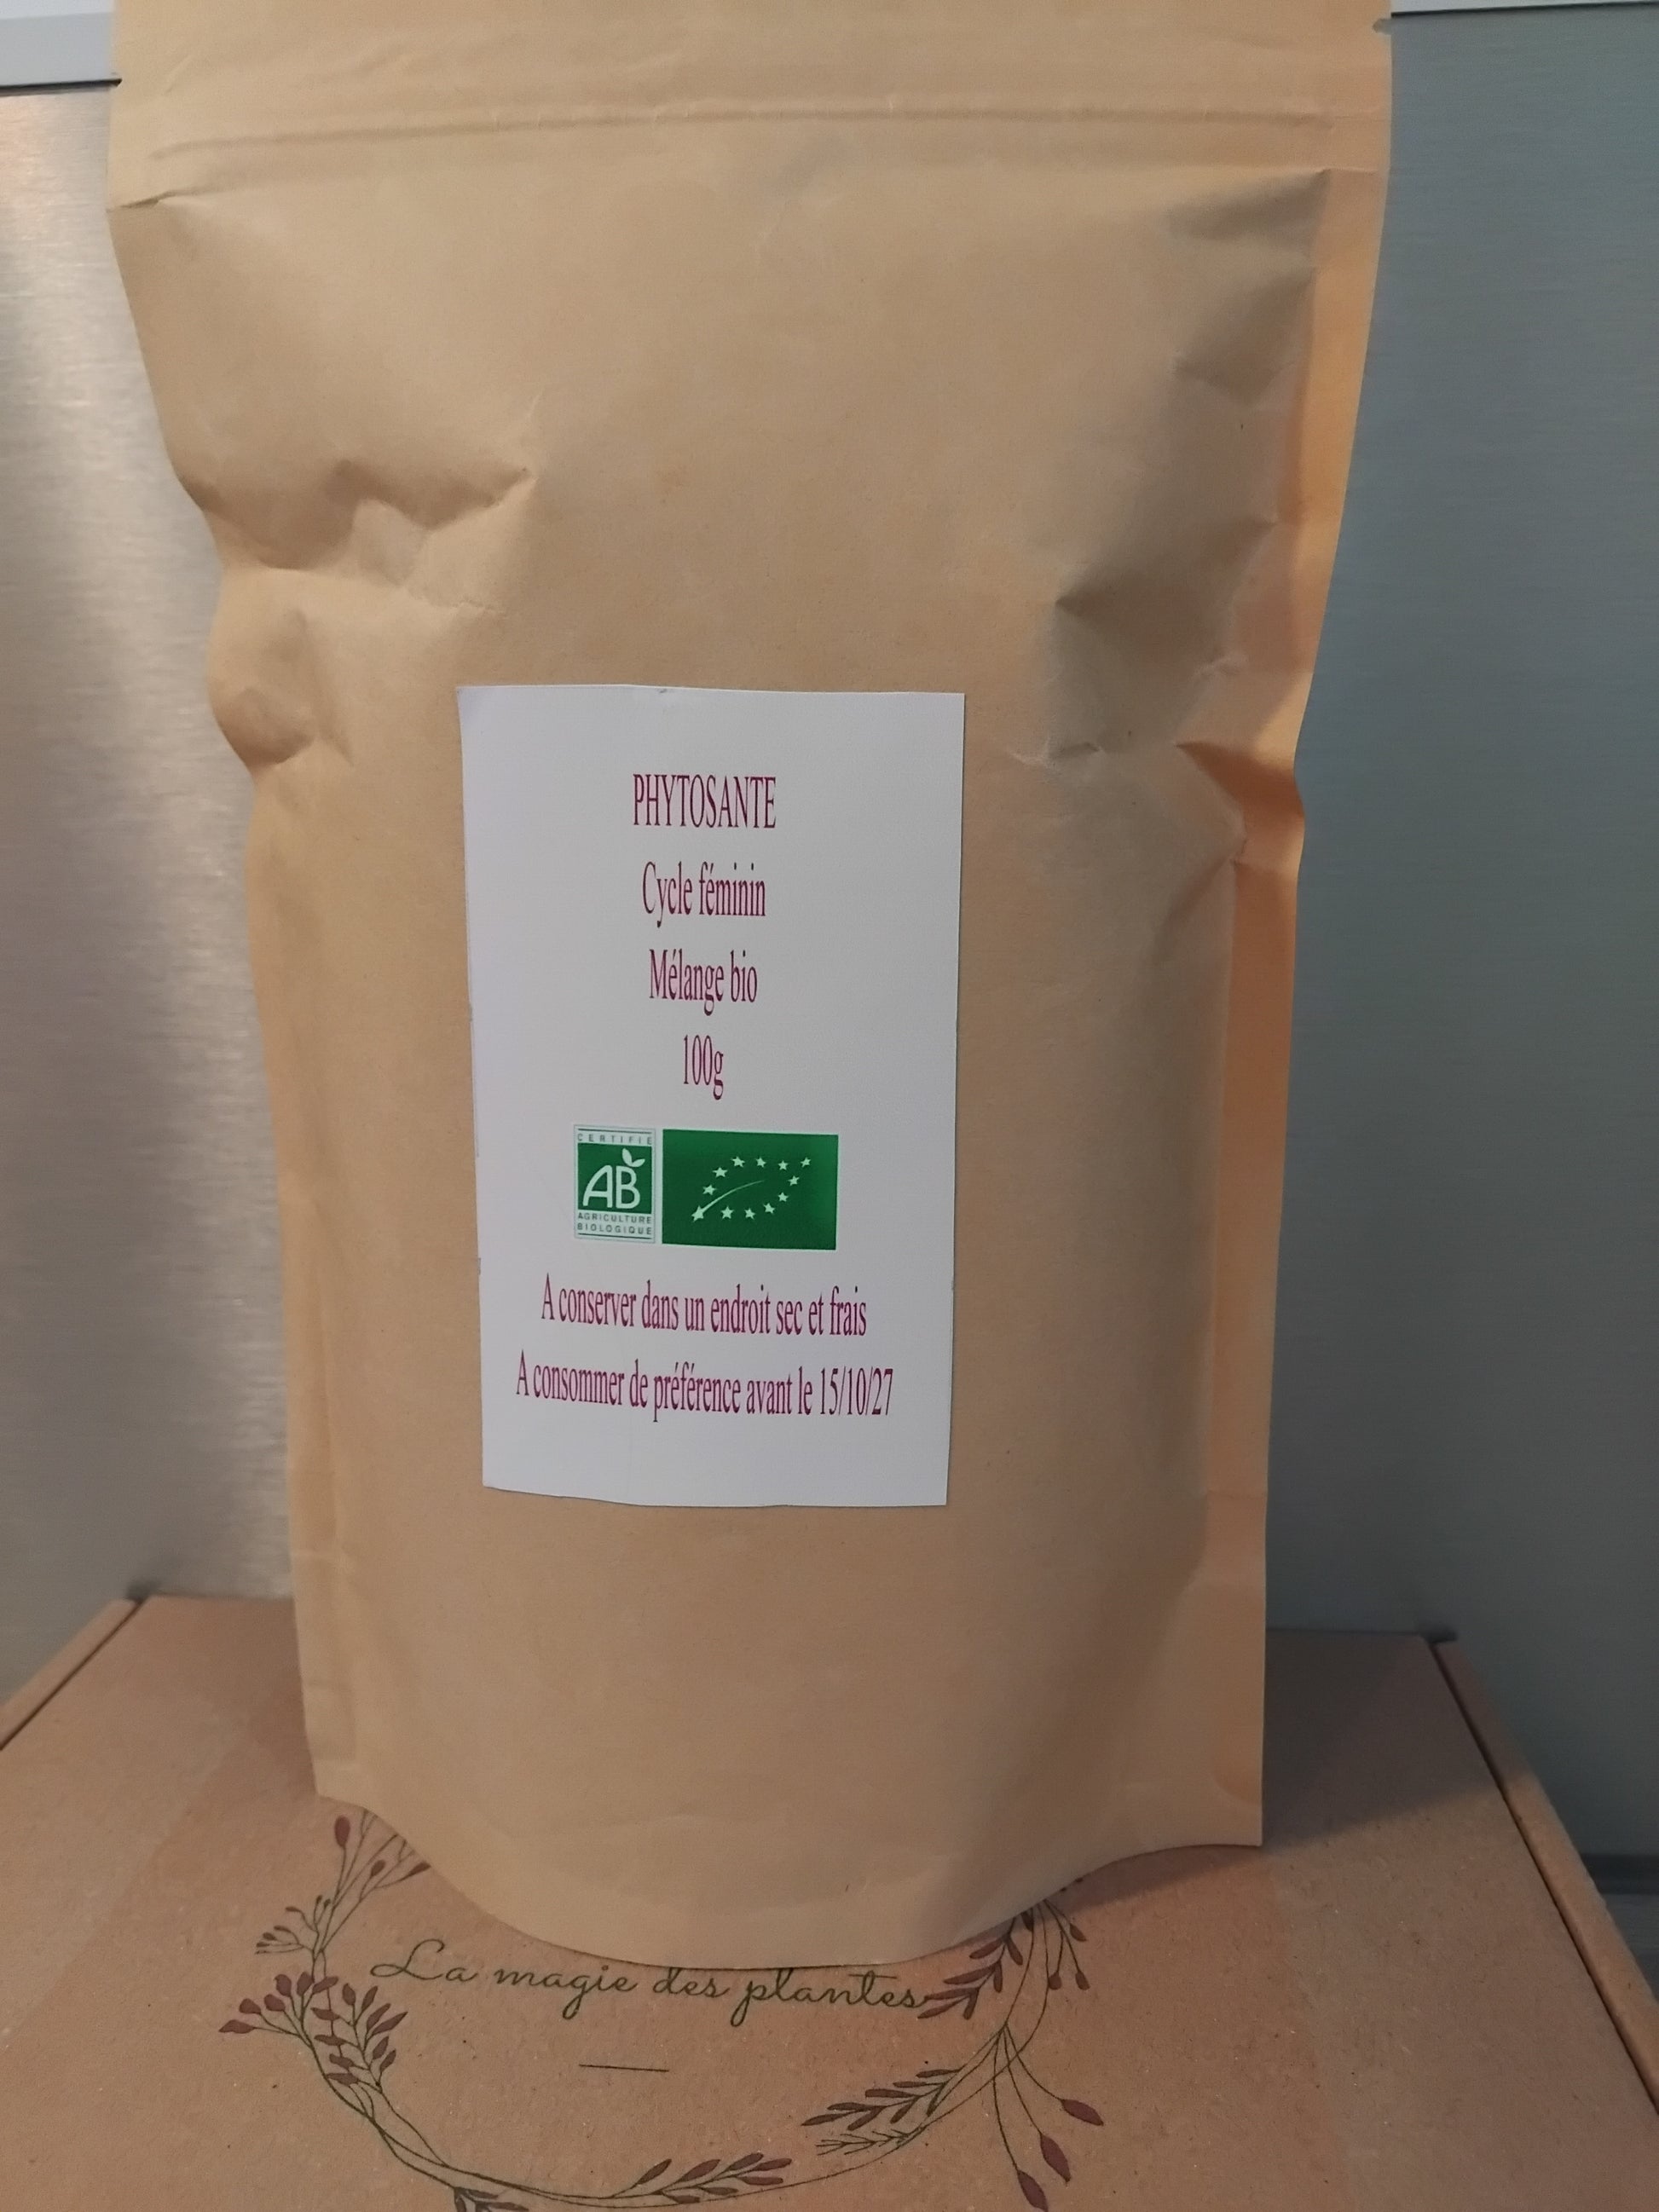 PHYTOSANTE
Cycle féminin
Mélange bio
100g
CERTIFIÉ
AB
AGRICULTURE
BIOLOGIQUE
A conserver dans un endroit sec et frais
A consommer de préférence avant le 15/10/27
La magie des plantes